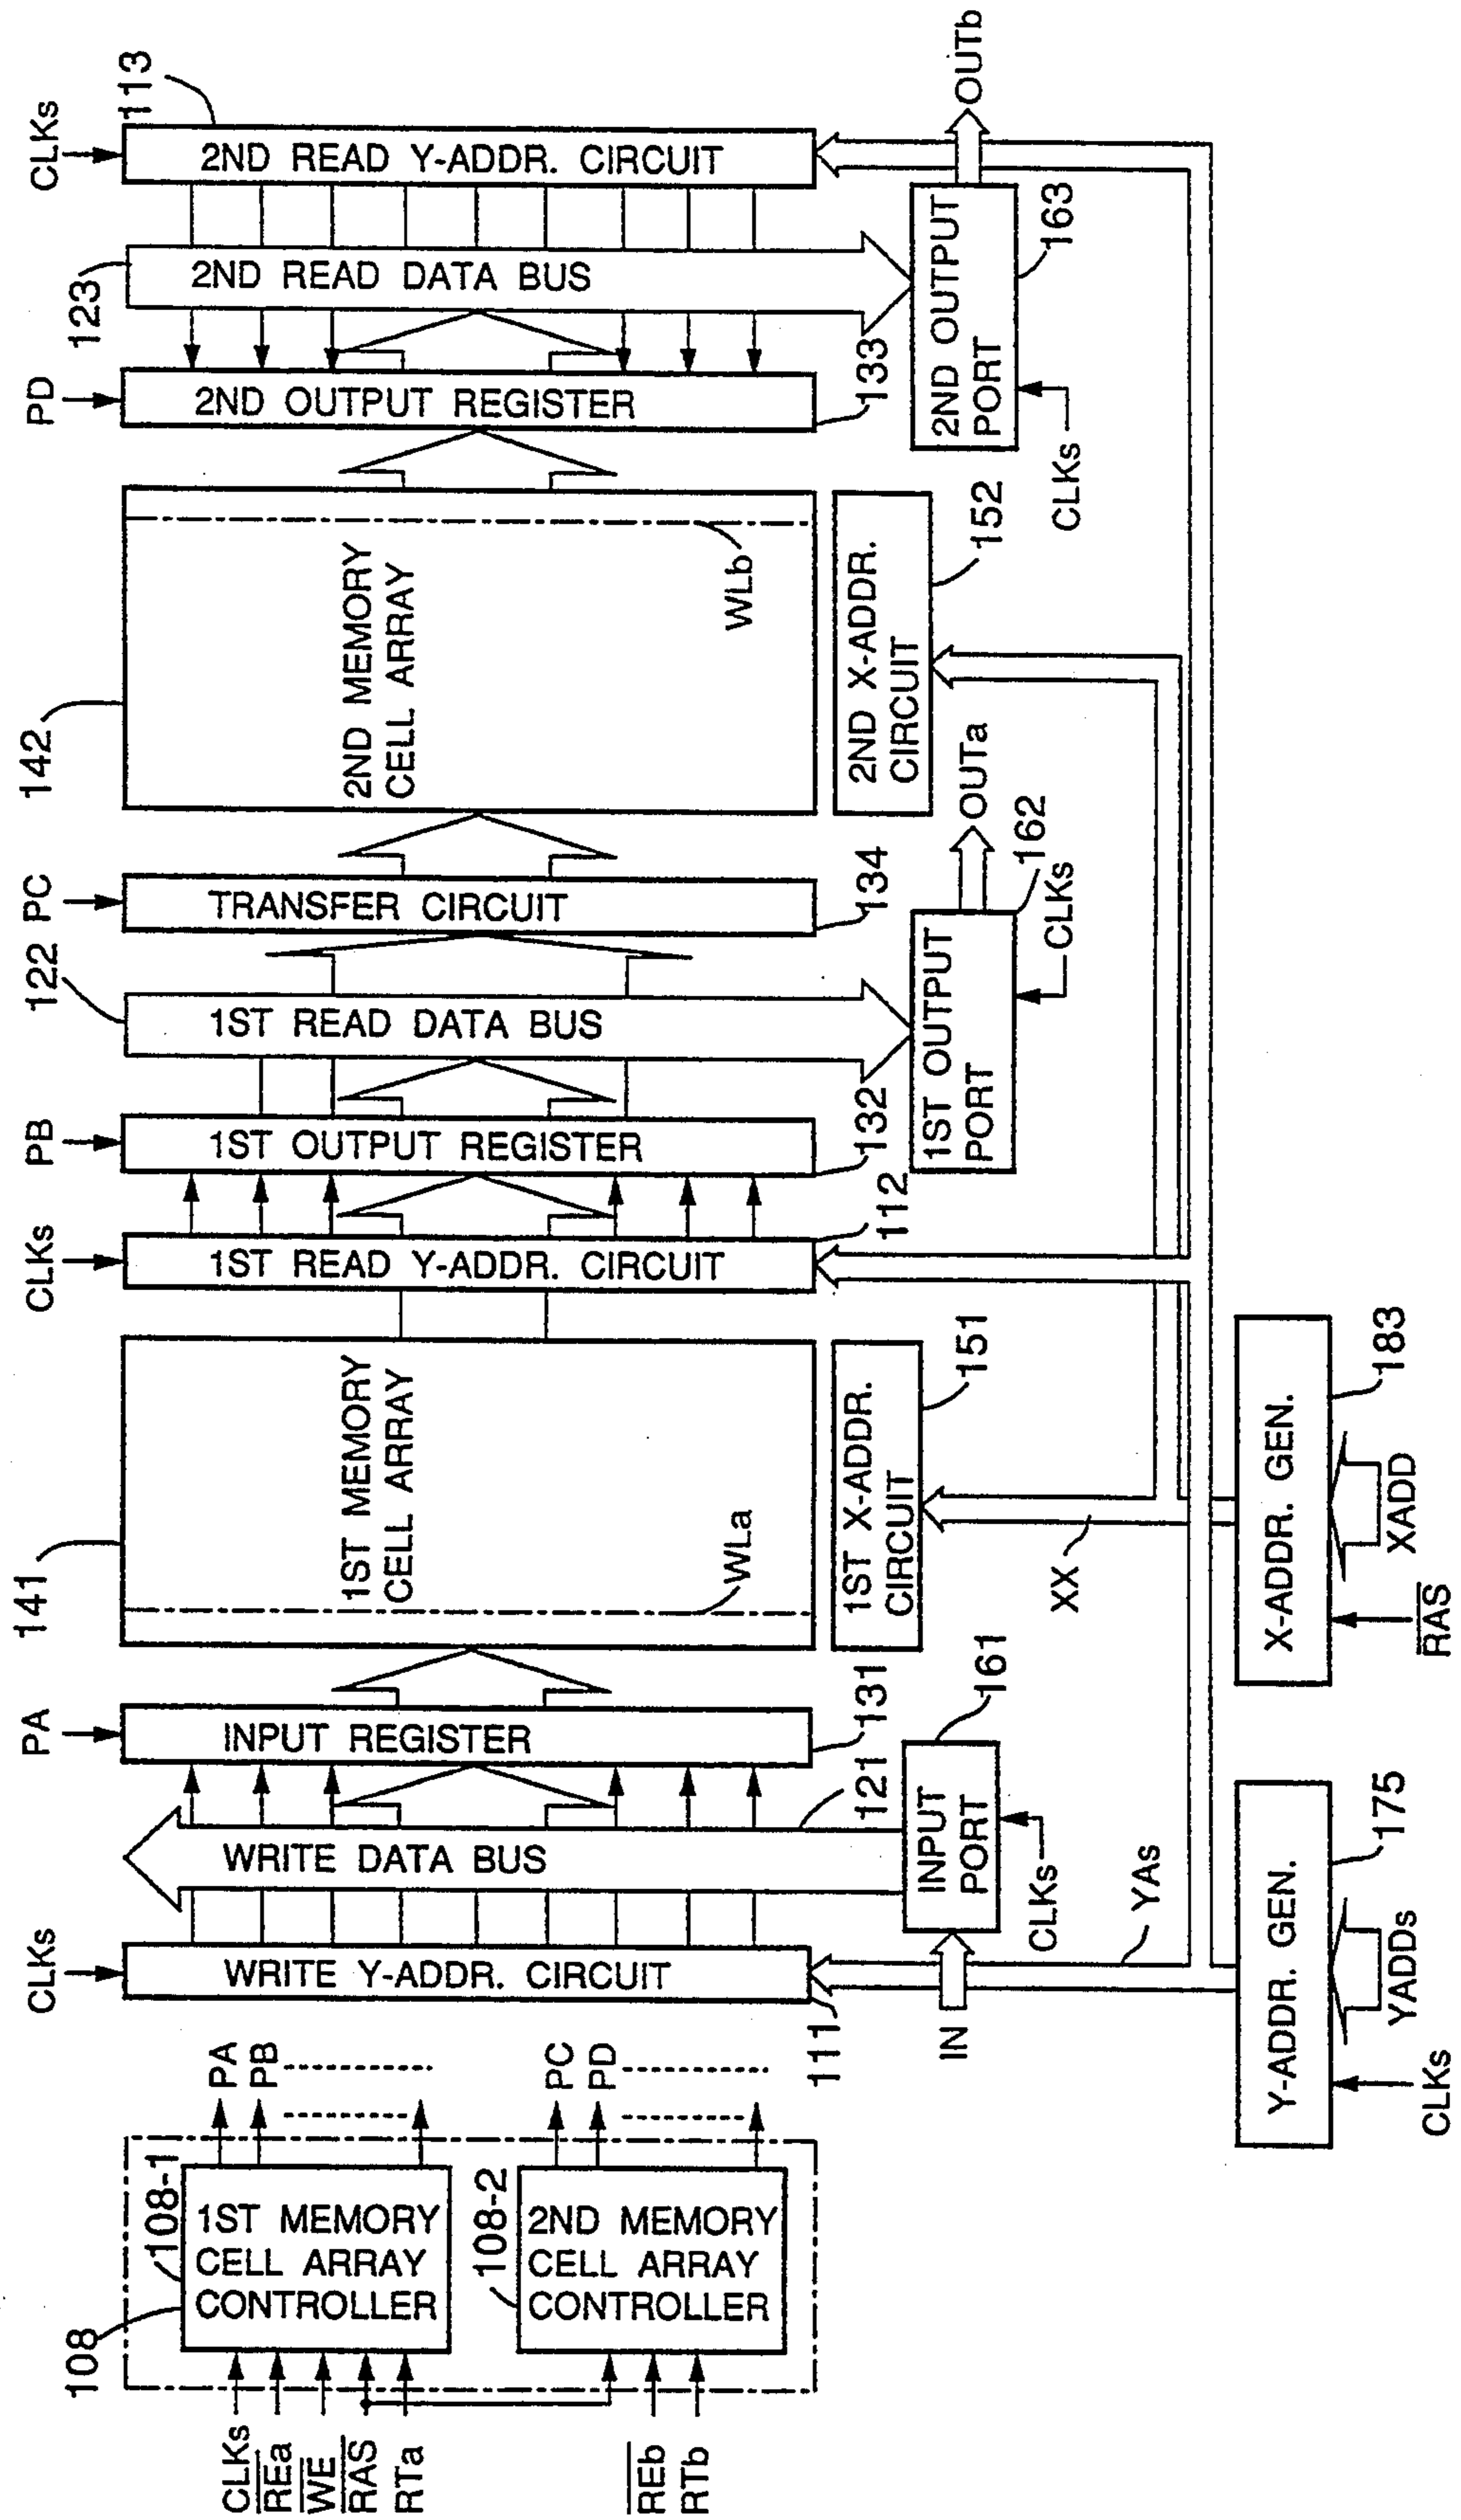 108
108-1
1ST MEMORY
CELL ARRAY
CONTROLLER
108-2
2ND MEMORY
CELL ARRAY
CONTROLLER
CLKs
REa
WE
RAS
RTa
REb
RTb
PA
PB
PC
PD
CLKs
WRITE Y-ADDR. CIRCUIT
111
WRITE DATA BUS
121
PA
INPUT REGISTER
131
IN
INPUT
PORT
161
CLKs
141
1ST MEMORY
CELL ARRAY
WLa
1ST X-ADDR.
CIRCUIT
151
CLKs
1ST READ Y-ADDR. CIRCUIT
112
PB
1ST OUTPUT REGISTER
132
122
1ST READ DATA BUS
1ST OUTPUT
PORT
162
CLKs
OUTa
PC
TRANSFER CIRCUIT
134
142
2ND MEMORY
CELL ARRAY
WLb
2ND X-ADDR.
CIRCUIT
152
PD
2ND OUTPUT REGISTER
133
123
2ND READ DATA BUS
2ND OUTPUT
PORT
163
CLKs
OUTb
CLKs
2ND READ Y-ADDR. CIRCUIT
113
YAs
XX
Y-ADDR. GEN.
175
CLKs
YADDs
X-ADDR. GEN.
183
RAS
XADD